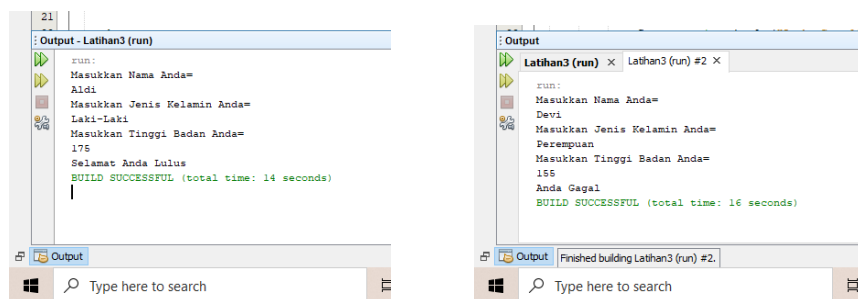 21
Output - Latihan3 (run)
run:
Masukkan Nama Anda=
Aldi
Masukkan Jenis Kelamin Anda=
Laki-Laki
Masukkan Tinggi Badan Anda=
175
Selamat Anda Lulus
BUILD SUCCESSFUL (total time: 14 seconds)
Output
Type here to search
Output
Latihan3 (run) × Latihan3 (run) #2 ×
run:
Masukkan Nama Anda=
Devi
Masukkan Jenis Kelamin Anda=
Perempuan
Masukkan Tinggi Badan Anda=
155
Anda Gagal
BUILD SUCCESSFUL (total time: 16 seconds)
Output Finished building Latihan3 (run) #2.
Type here to search